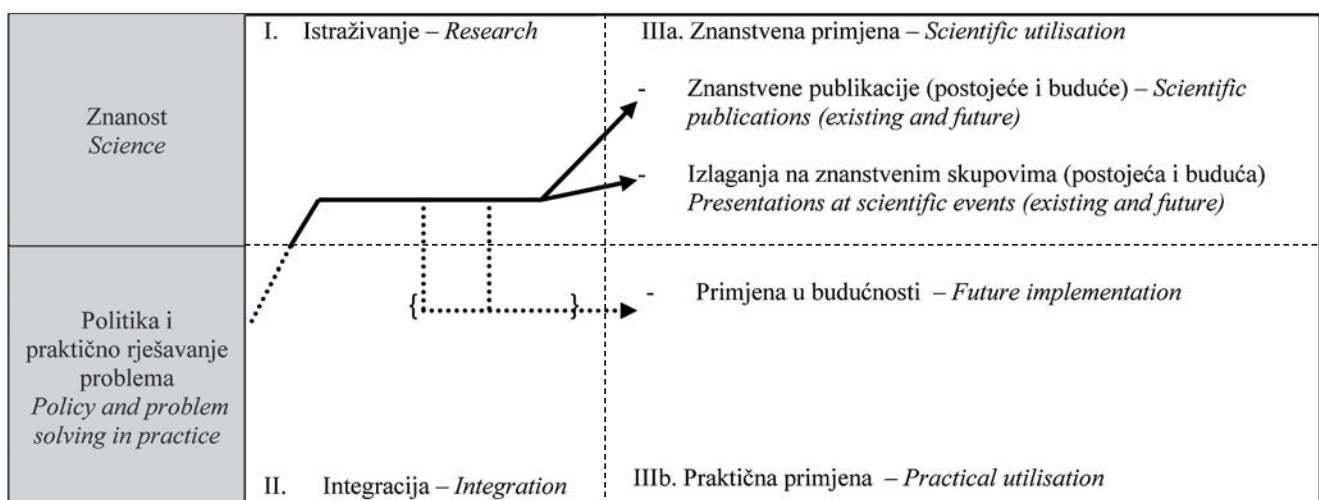 Znanost
Science
I. Istraživanje – Research
IIIa. Znanstvena primjena – Scientific utilisation
- Znanstvene publikacije (postojeće i buduće) – Scientific
publications (existing and future)
- Izlaganja na znanstvenim skupovima (postojeća i buduća)
Presentations at scientific events (existing and future)
Politika i
praktično rješavanje
problema
Policy and problem
solving in practice
{ }
- Primjena u budućnosti – Future implementation
II. Integracija – Integration
IIIb. Praktična primjena – Practical utilisation